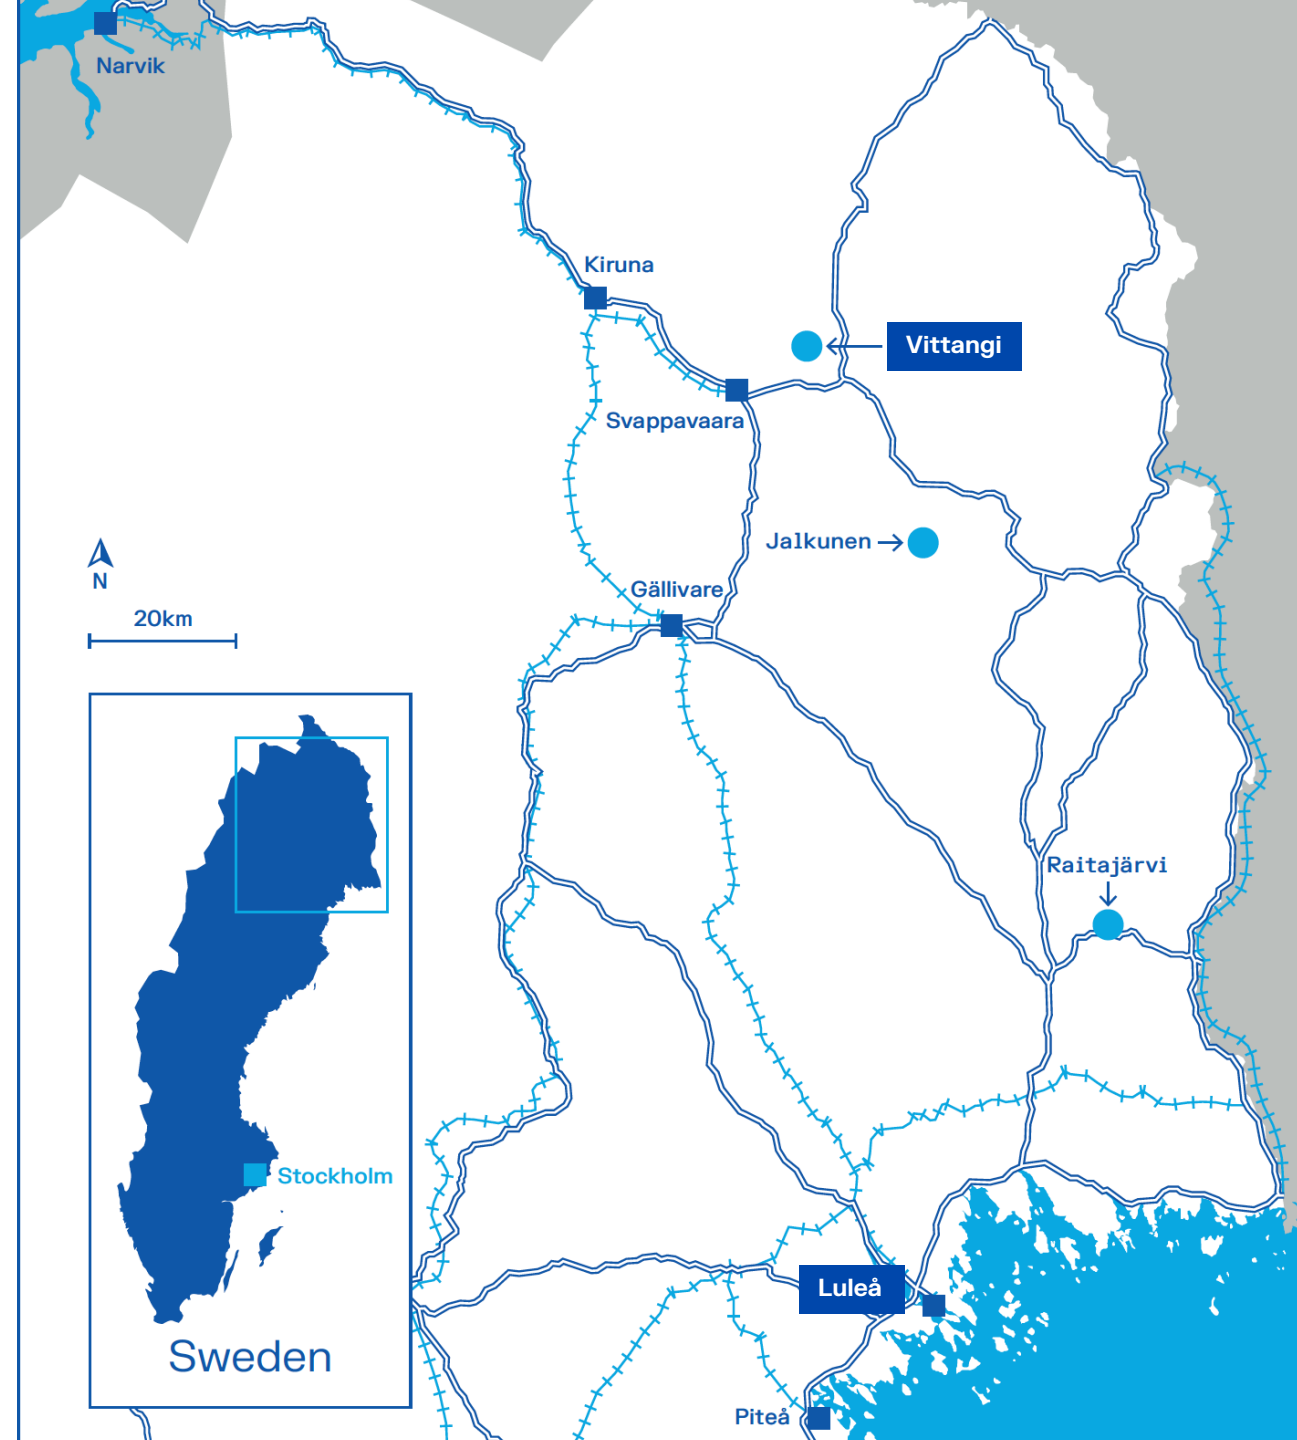 Narvik
Kiruna
Vittangi
Svappavaara
Jalkunen
N
Gällivare
20km
Raitajärvi
Stockholm
Luleå
Sweden
Piteå